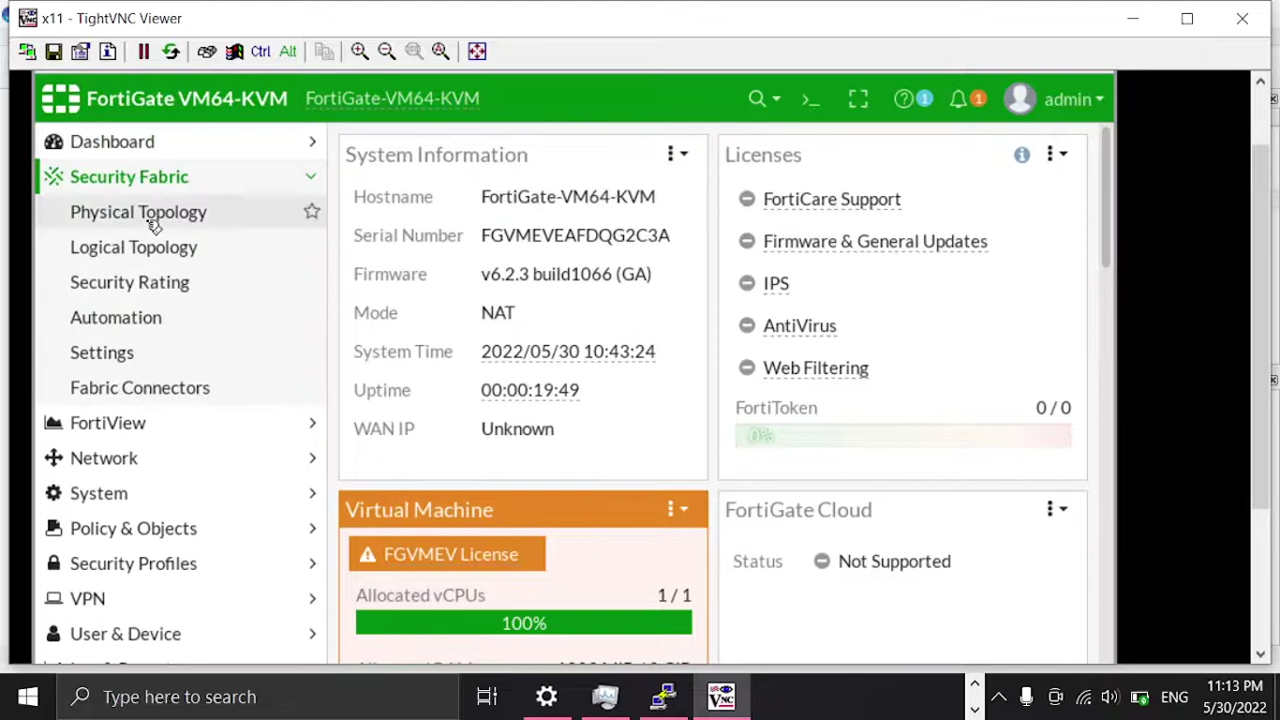 x11 - TightVNC Viewer
Ctrl Alt
FortiGate VM64-KVM FortiGate-VM64-KVM >_ 1 1 admin
Dashboard
Security Fabric
Physical Topology
Logical Topology
Security Rating
Automation
Settings
Fabric Connectors
FortiView
Network
System
Policy & Objects
Security Profiles
VPN
User & Device
System Information
Hostname FortiGate-VM64-KVM
Serial Number FGVMEVEAFDQG2C3A
Firmware v6.2.3 build1066 (GA)
Mode NAT
System Time 2022/05/30 10:43:24
Uptime 00:00:19:49
WAN IP Unknown
Licenses
FortiCare Support
Firmware & General Updates
IPS
AntiVirus
Web Filtering
FortiToken 0 / 0
0%
Virtual Machine
FGVMEV License
Allocated vCPUs 1 / 1
100%
FortiGate Cloud
Status Not Supported
Type here to search
ENG
11:13 PM
5/30/2022